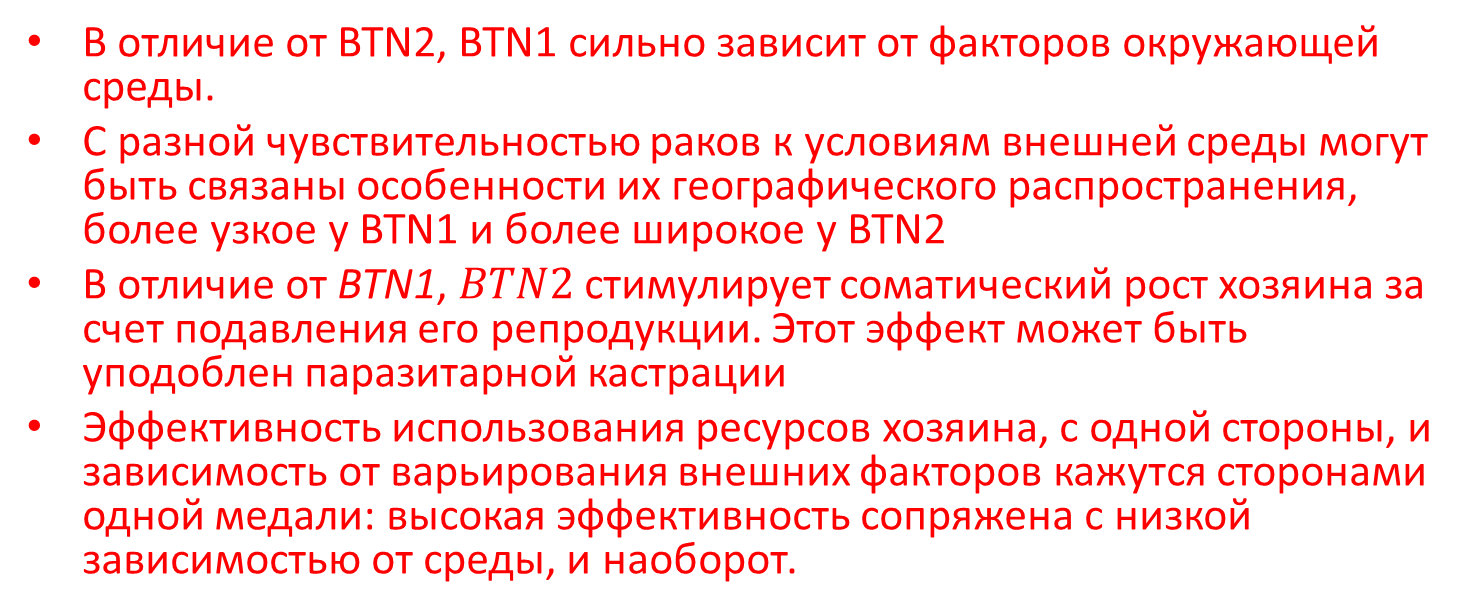 • В отличие от BTN2, BTN1 сильно зависит от факторов окружающей
среды.
• С разной чувствительностью раков к условиям внешней среды могут
быть связаны особенности их географического распространения,
более узкое у BTN1 и более широкое у BTN2
• В отличие от BTN1, BTN2 стимулирует соматический рост хозяина за
счет подавления его репродукции. Этот эффект может быть
уподоблен паразитарной кастрации
• Эффективность использования ресурсов хозяина, с одной стороны, и
зависимость от варьирования внешних факторов кажутся сторонами
одной медали: высокая эффективность сопряжена с низкой
зависимостью от среды, и наоборот.